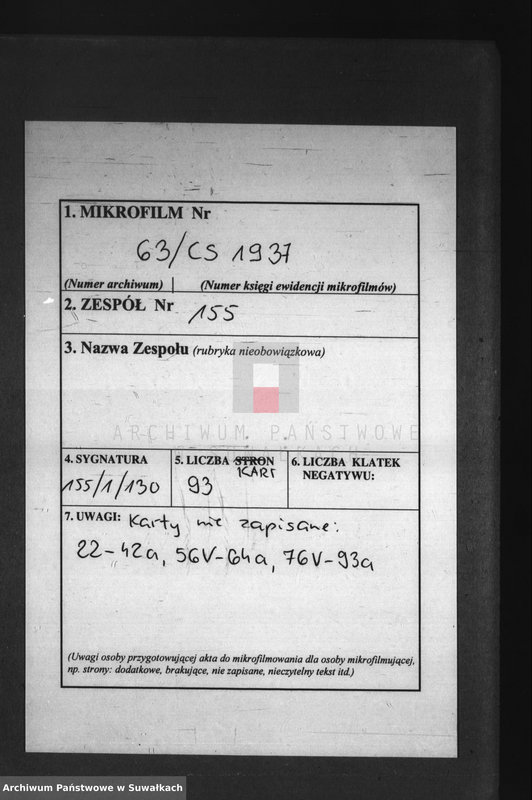 1. MIKROFILM Nr
63/CS 1937
(Numer archiwum) (Numer księgi ewidencji mikrofilmów)
2. ZESPÓŁ Nr 155
3. Nazwa Zespołu (rubryka nieobowiązkowa)
ARCHIWUM PAŃSTWOWE
4. SYGNATURA
155/1/130
5. LICZBA STRON
KART
93
6. LICZBA KLATEK
NEGATYWU:
7. UWAGI: Karty nie zapisane:
22-42a, 56V-64a, 76V-93a
(Uwagi osoby przygotowującej akta do mikrofilmowania dla osoby mikrofilmującej,
np. strony: dodatkowe, brakujące, nie zapisane, nieczytelny tekst itd.)
Archiwum Państwowe w Suwałkach